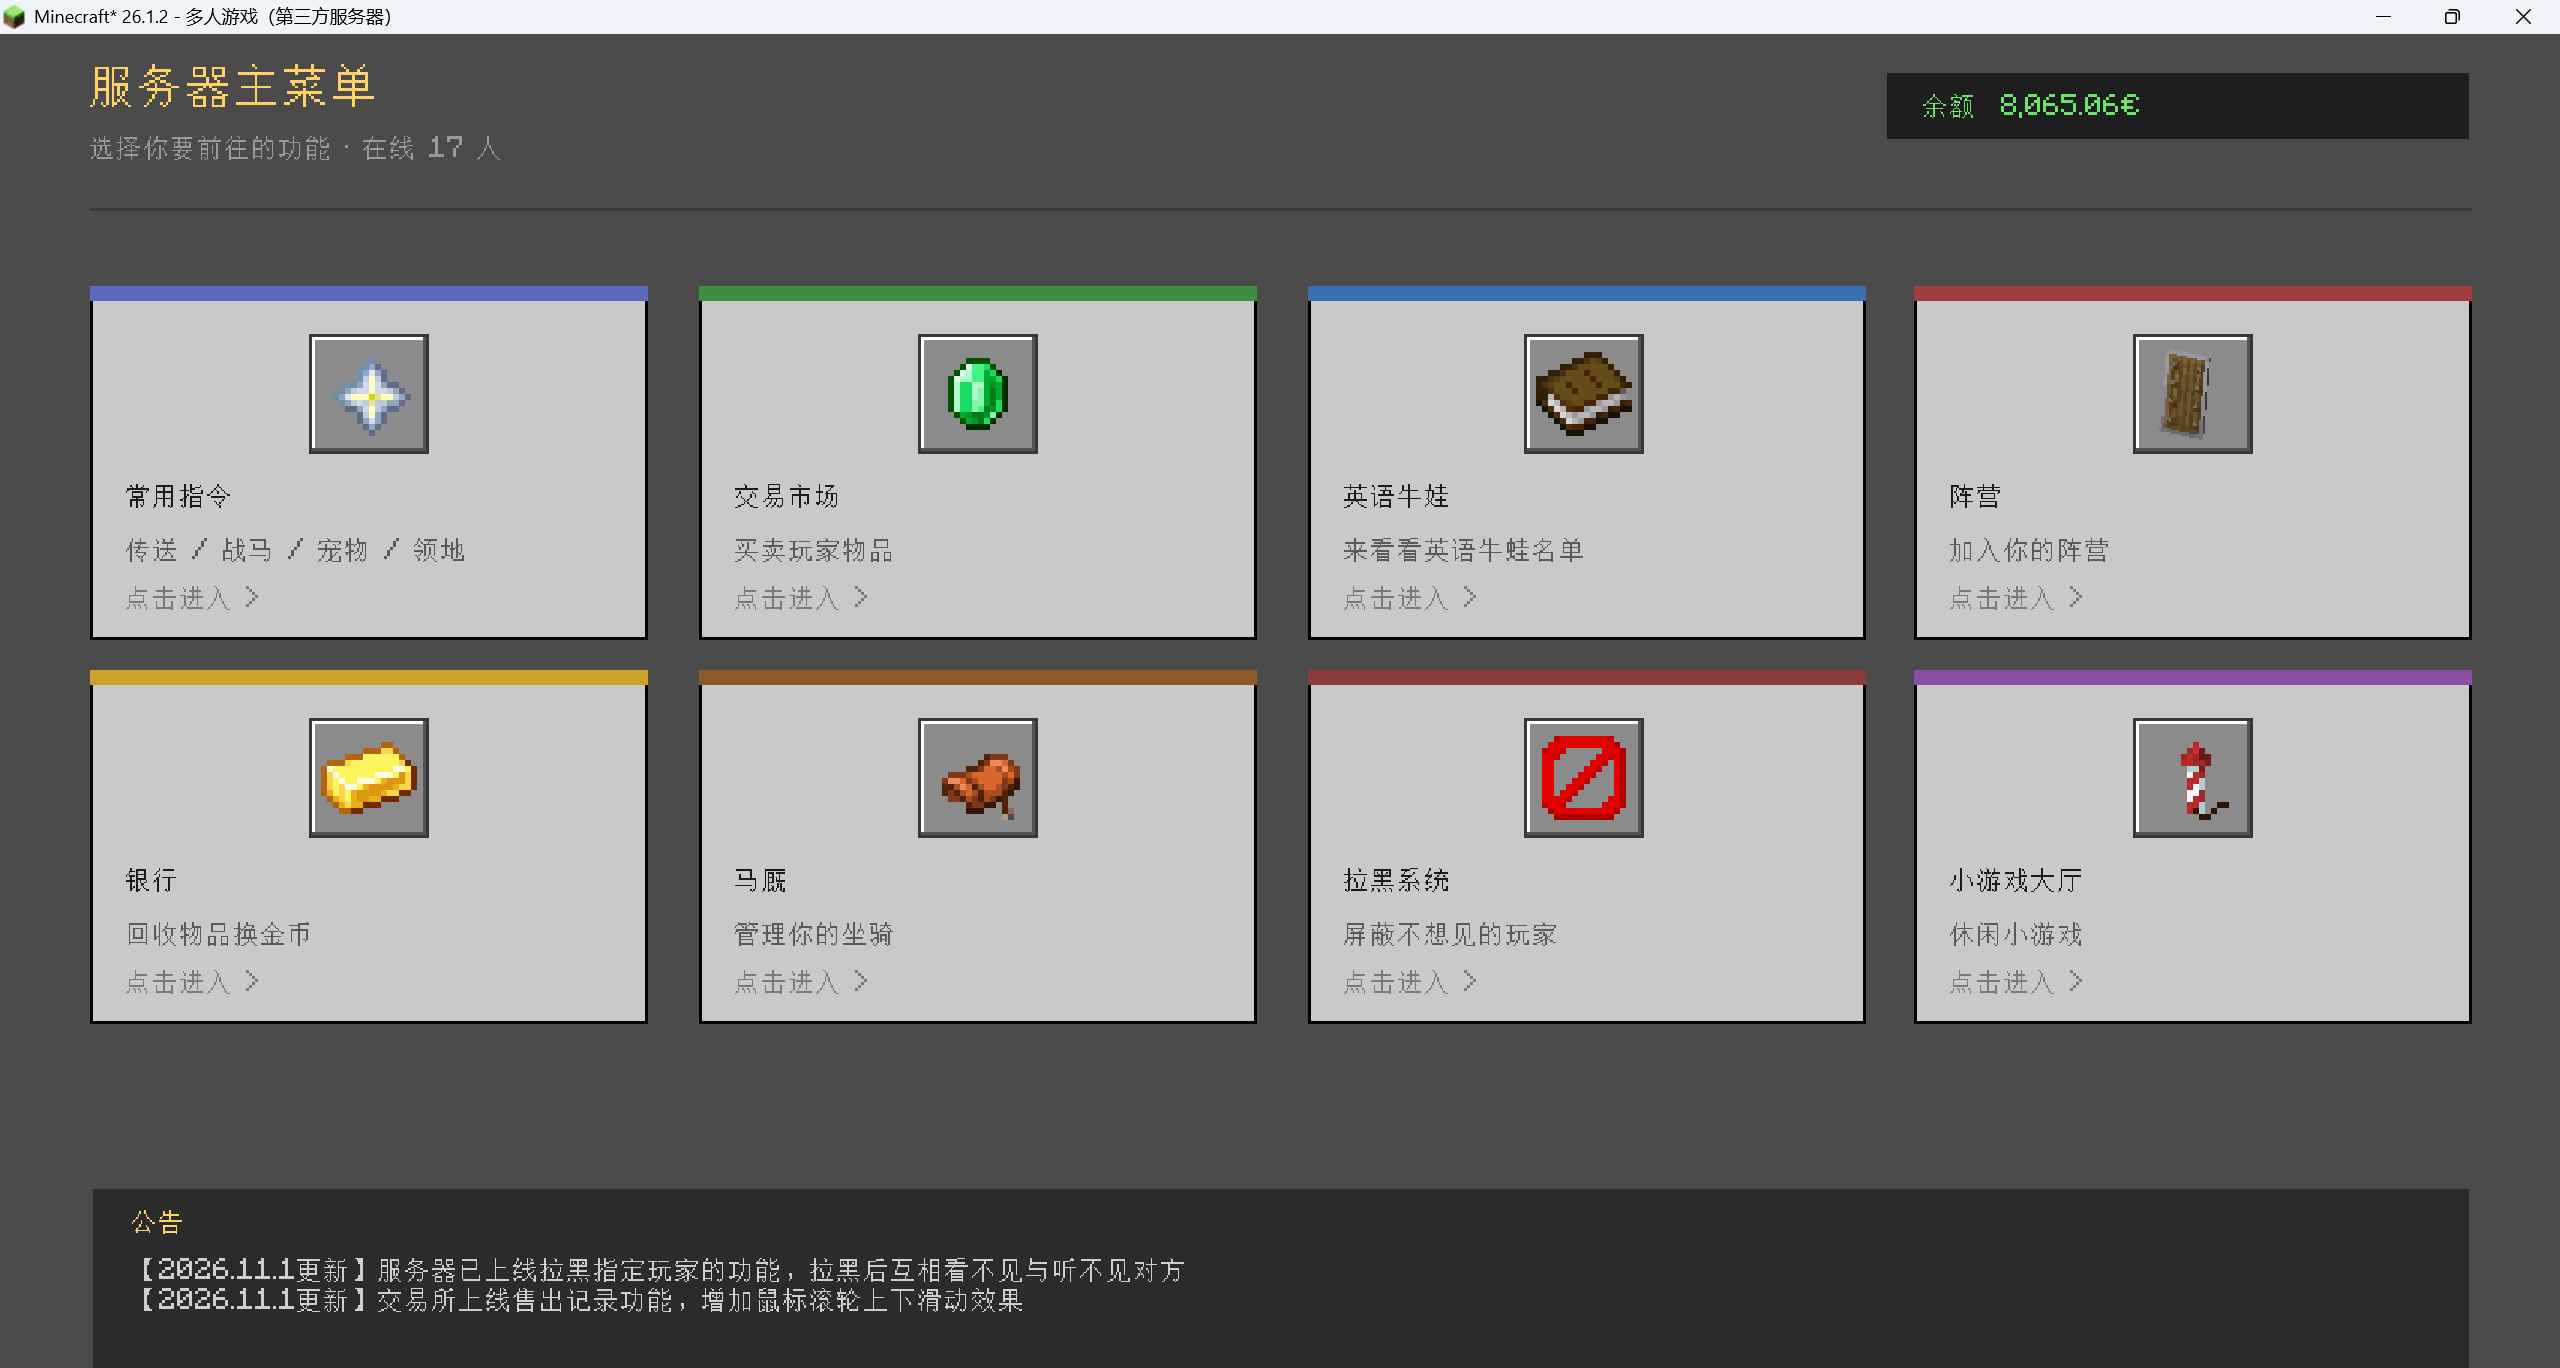 Minecraft* 26.1.2 - 多人游戏（第三方服务器）
服务器主菜单
余额 8,065.06€
选择你要前往的功能 · 在线 17 人
常用指令
传送 / 战马 / 宠物 / 领地
点击进入 >
交易市场
买卖玩家物品
点击进入 >
英语牛娃
来看看英语牛蛙名单
点击进入 >
阵营
加入你的阵营
点击进入 >
银行
回收物品换金币
点击进入 >
马厩
管理你的坐骑
点击进入 >
拉黑系统
屏蔽不想见的玩家
点击进入 >
小游戏大厅
休闲小游戏
点击进入 >
公告
【2026.11.1更新】服务器已上线拉黑指定玩家的功能，拉黑后互相看不见与听不见对方
【2026.11.1更新】交易所上线售出记录功能，增加鼠标滚轮上下滑动效果